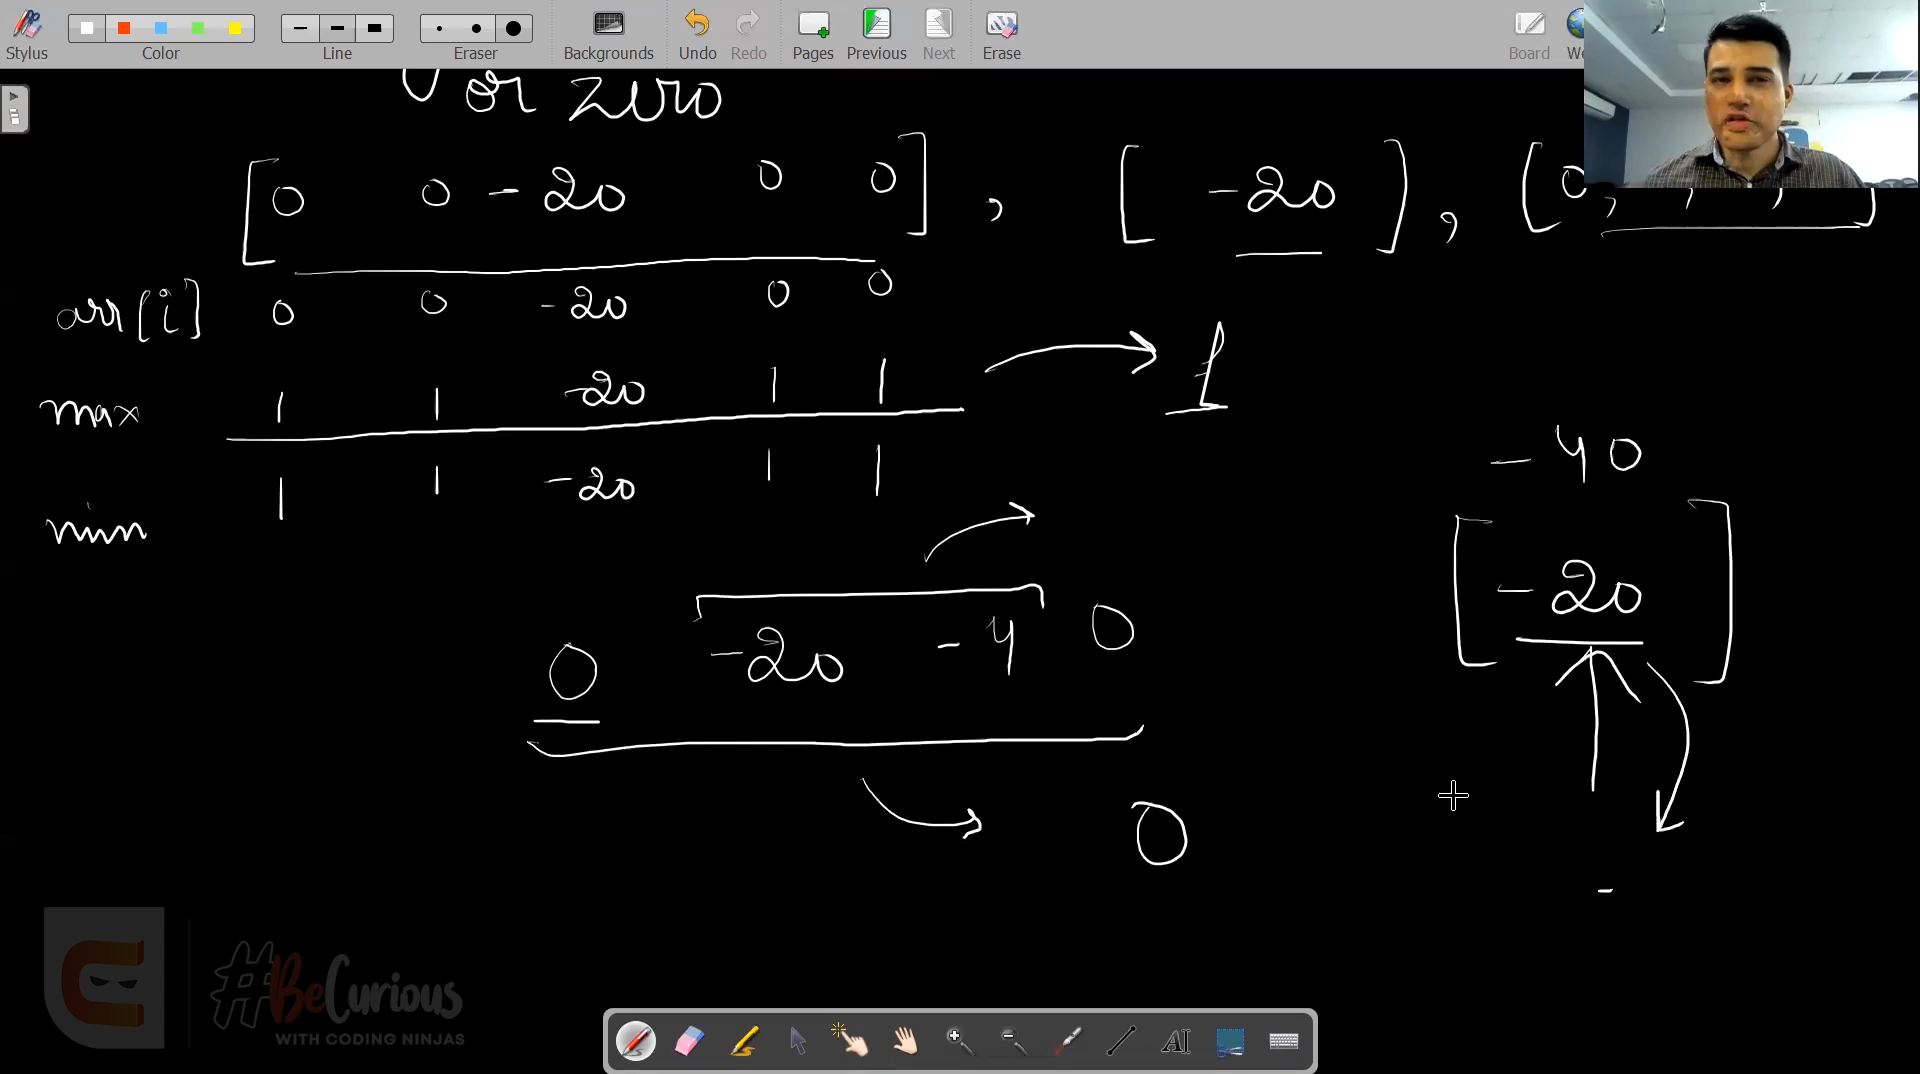 Stylus Color Line Eraser Backgrounds Undo Redo Pages Previous Next Erase Board
or zero
[0 0 -20 0 0] , [ -20 ] , [0, , , ]
arr[i] 0 0 -20 0 0
max 1 1 -20 1 1 → 1
min 1 1 -20 1 1
-40
[ -20 ]
0 -20 -4 0
0
-
#BeCurious
WITH CODING NINJAS
AI